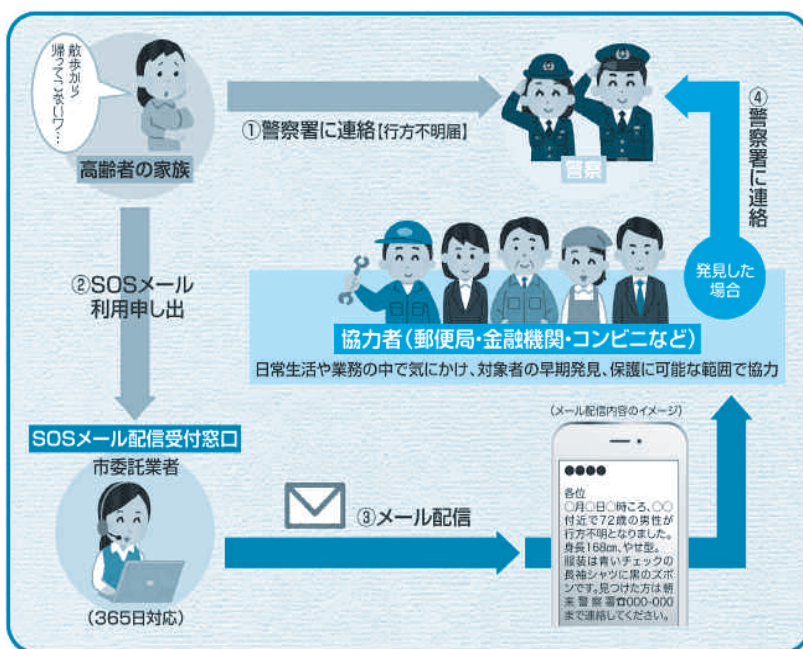 散歩から
帰ってこないワ…
高齢者の家族
①警察署に連絡【行方不明届】
警察
④警察署に連絡
発見した
場合
②SOSメール
利用申し出
協力者(郵便局・金融機関・コンビニなど)
日常生活や業務の中で気にかけ、対象者の早期発見、保護に可能な範囲で協力
SOSメール配信受付窓口
市委託業者
(365日対応)
③メール配信
(メール配信内容のイメージ)
●●●●
各位
○月○日○時ころ、○○
付近で72歳の男性が
行方不明となりました。
身長168cm、やせ型。
服装は青いチェックの
長袖シャツに黒のズボ
ンです。見つけた方は朝
来警察署☎000-000
まで連絡してください。